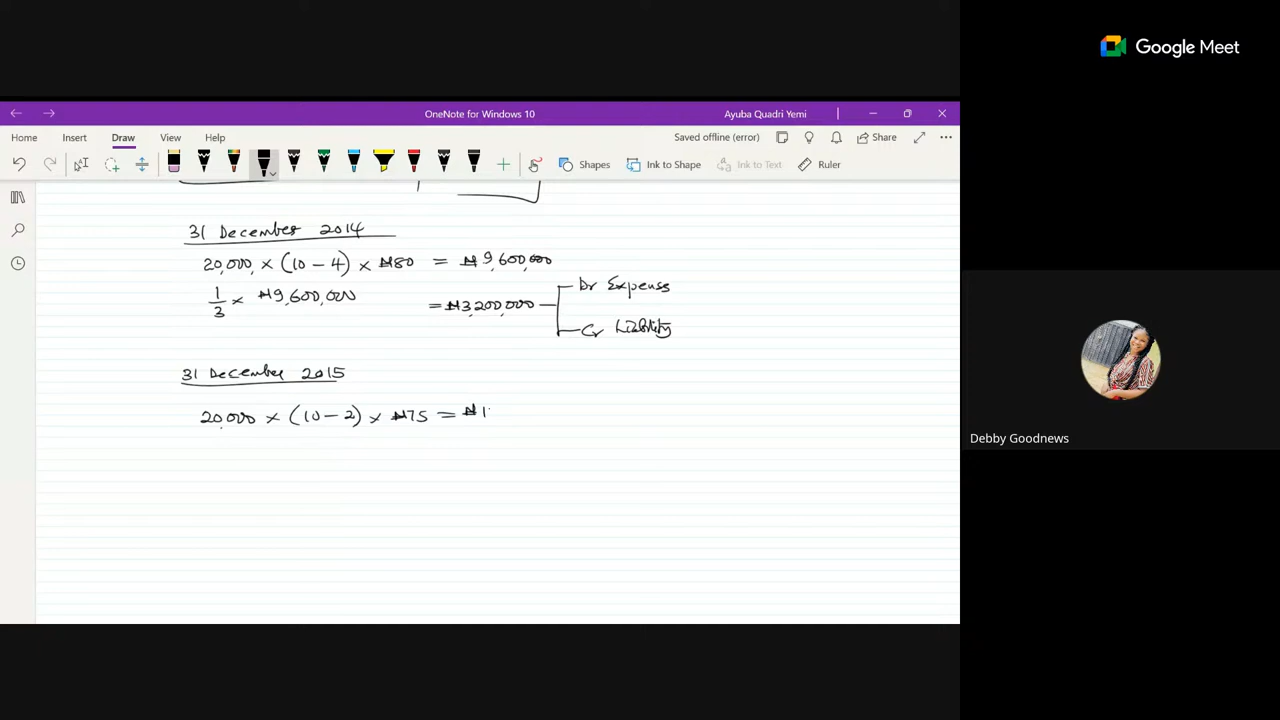 Google Meet
OneNote for Windows 10
Ayuba Quadri Yemi
Home Insert Draw View Help
Saved offline (error)
Share
Shapes
Ink to Shape
Ink to Text
Ruler
31 December 2014
20,000 × (10 - 4) × ₦80 = ₦9,600,000
1/3 × ₦9,600,000 = ₦3,200,000
Dr Expenses
Cr Liability
31 December 2015
20,000 × (10 - 2) × ₦75 = ₦1
Debby Goodnews